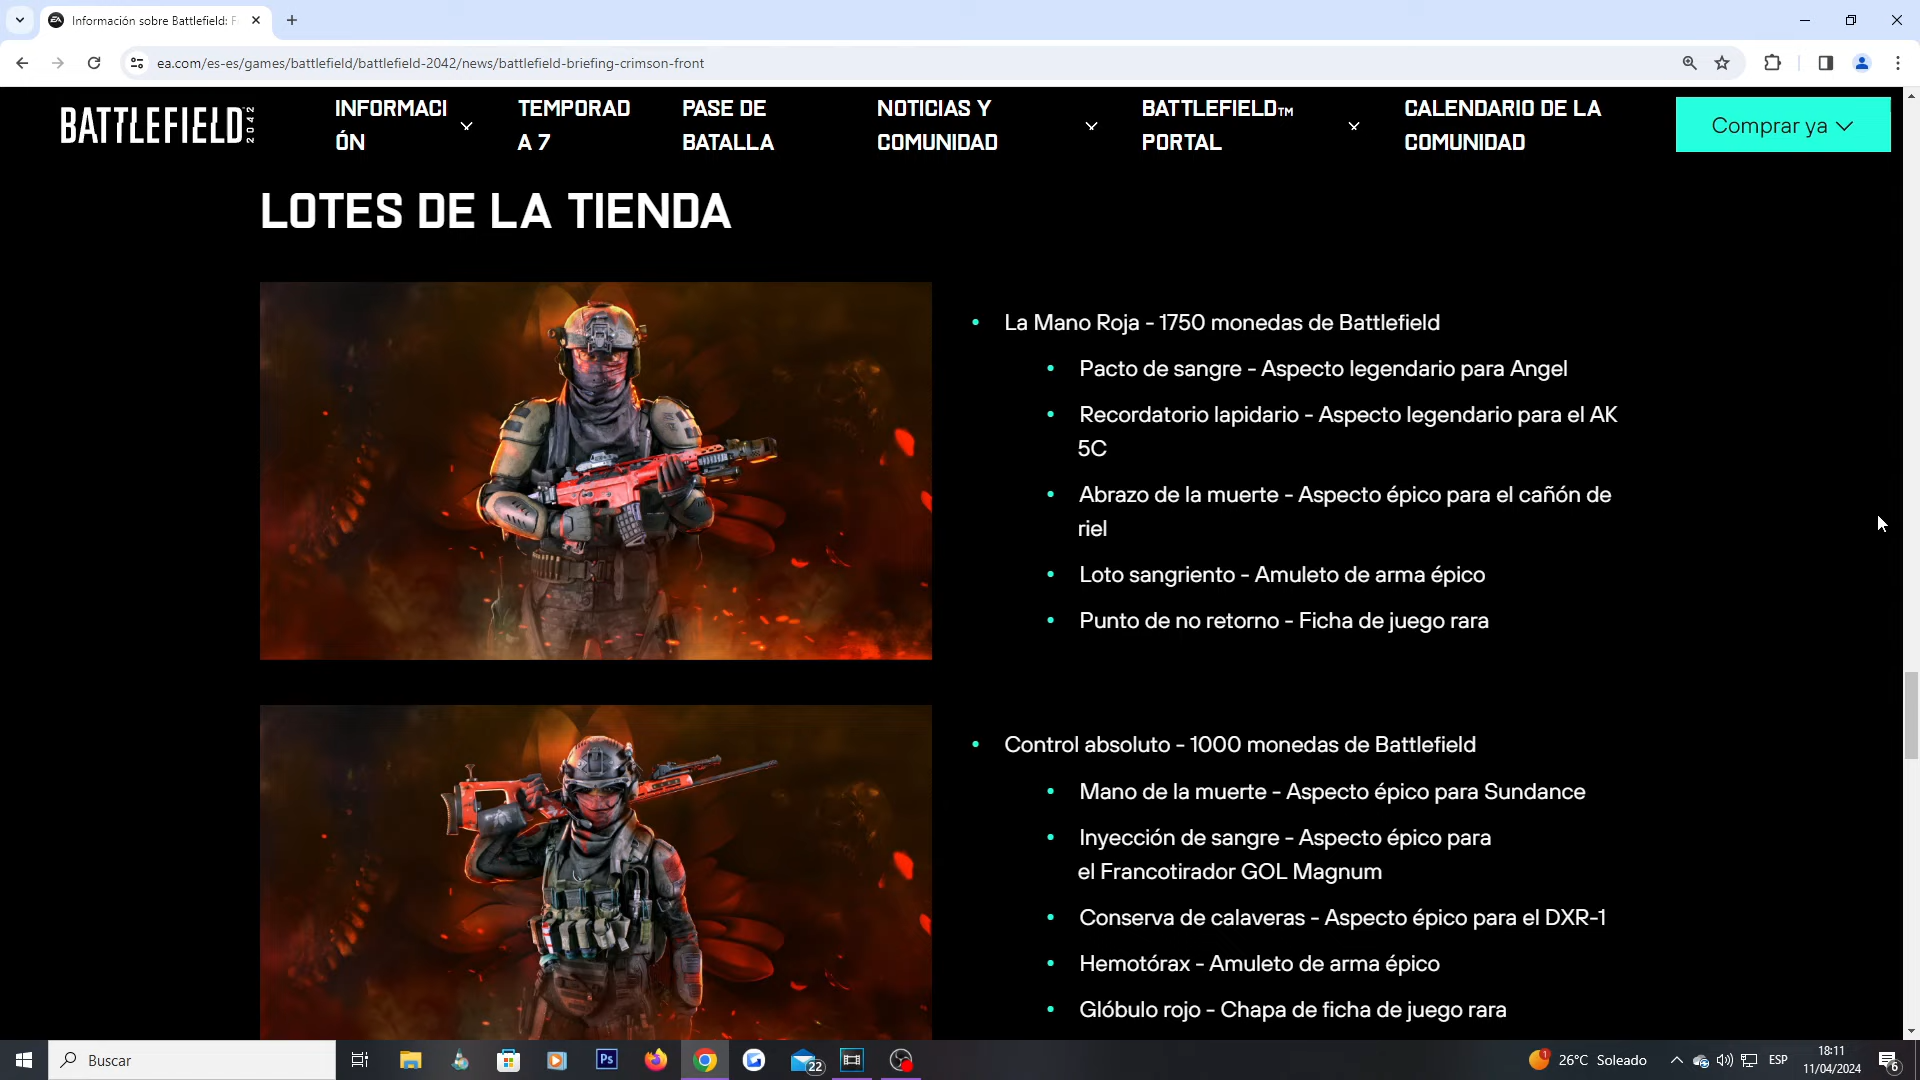 Información sobre Battlefield: F
ea.com/es-es/games/battlefield/battlefield-2042/news/battlefield-briefing-crimson-front
BATTLEFIELD 2042
INFORMACI
ÓN
TEMPORAD
A 7
PASE DE
BATALLA
NOTICIAS Y
COMUNIDAD
BATTLEFIELD™
PORTAL
CALENDARIO DE LA
COMUNIDAD
Comprar ya
LOTES DE LA TIENDA
La Mano Roja - 1750 monedas de Battlefield
Pacto de sangre - Aspecto legendario para Angel
Recordatorio lapidario - Aspecto legendario para el AK
5C
Abrazo de la muerte - Aspecto épico para el cañón de
riel
Loto sangriento - Amuleto de arma épico
Punto de no retorno - Ficha de juego rara
Control absoluto - 1000 monedas de Battlefield
Mano de la muerte - Aspecto épico para Sundance
Inyección de sangre - Aspecto épico para
el Francotirador GOL Magnum
Conserva de calaveras - Aspecto épico para el DXR-1
Hemotórax - Amuleto de arma épico
Glóbulo rojo - Chapa de ficha de juego rara
Buscar
Ps
22
1
26°C Soleado
ESP
18:11
11/04/2024
6